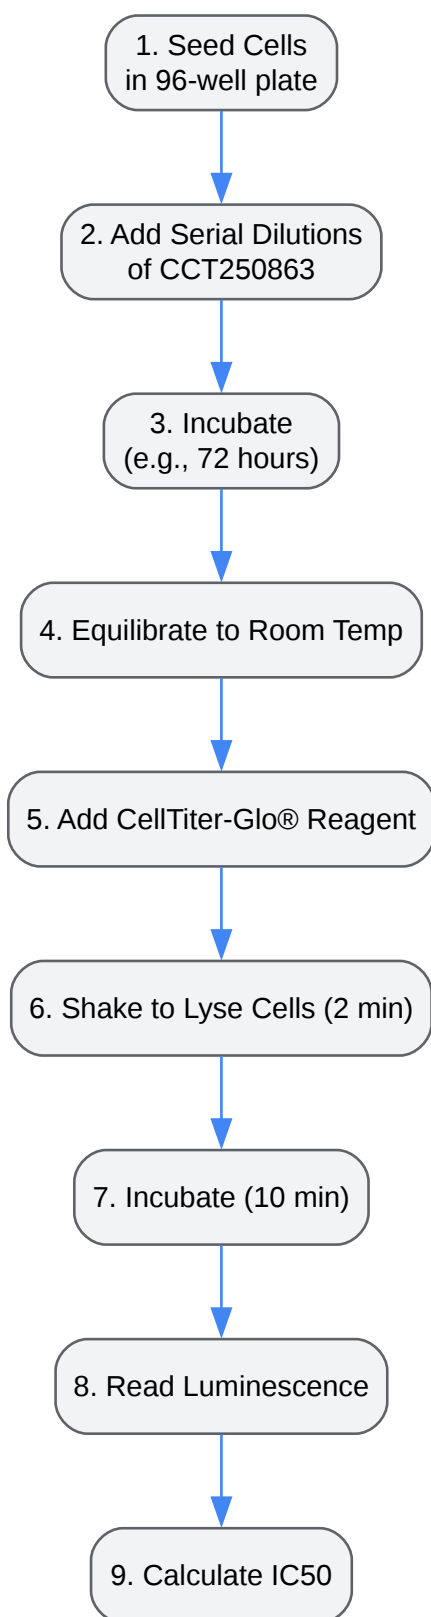 1. Seed Cells
in 96-well plate
2. Add Serial Dilutions
of CCT250863
3. Incubate
(e.g., 72 hours)
4. Equilibrate to Room Temp
5. Add CellTiter-Glo® Reagent
6. Shake to Lyse Cells (2 min)
7. Incubate (10 min)
8. Read Luminescence
9. Calculate IC50